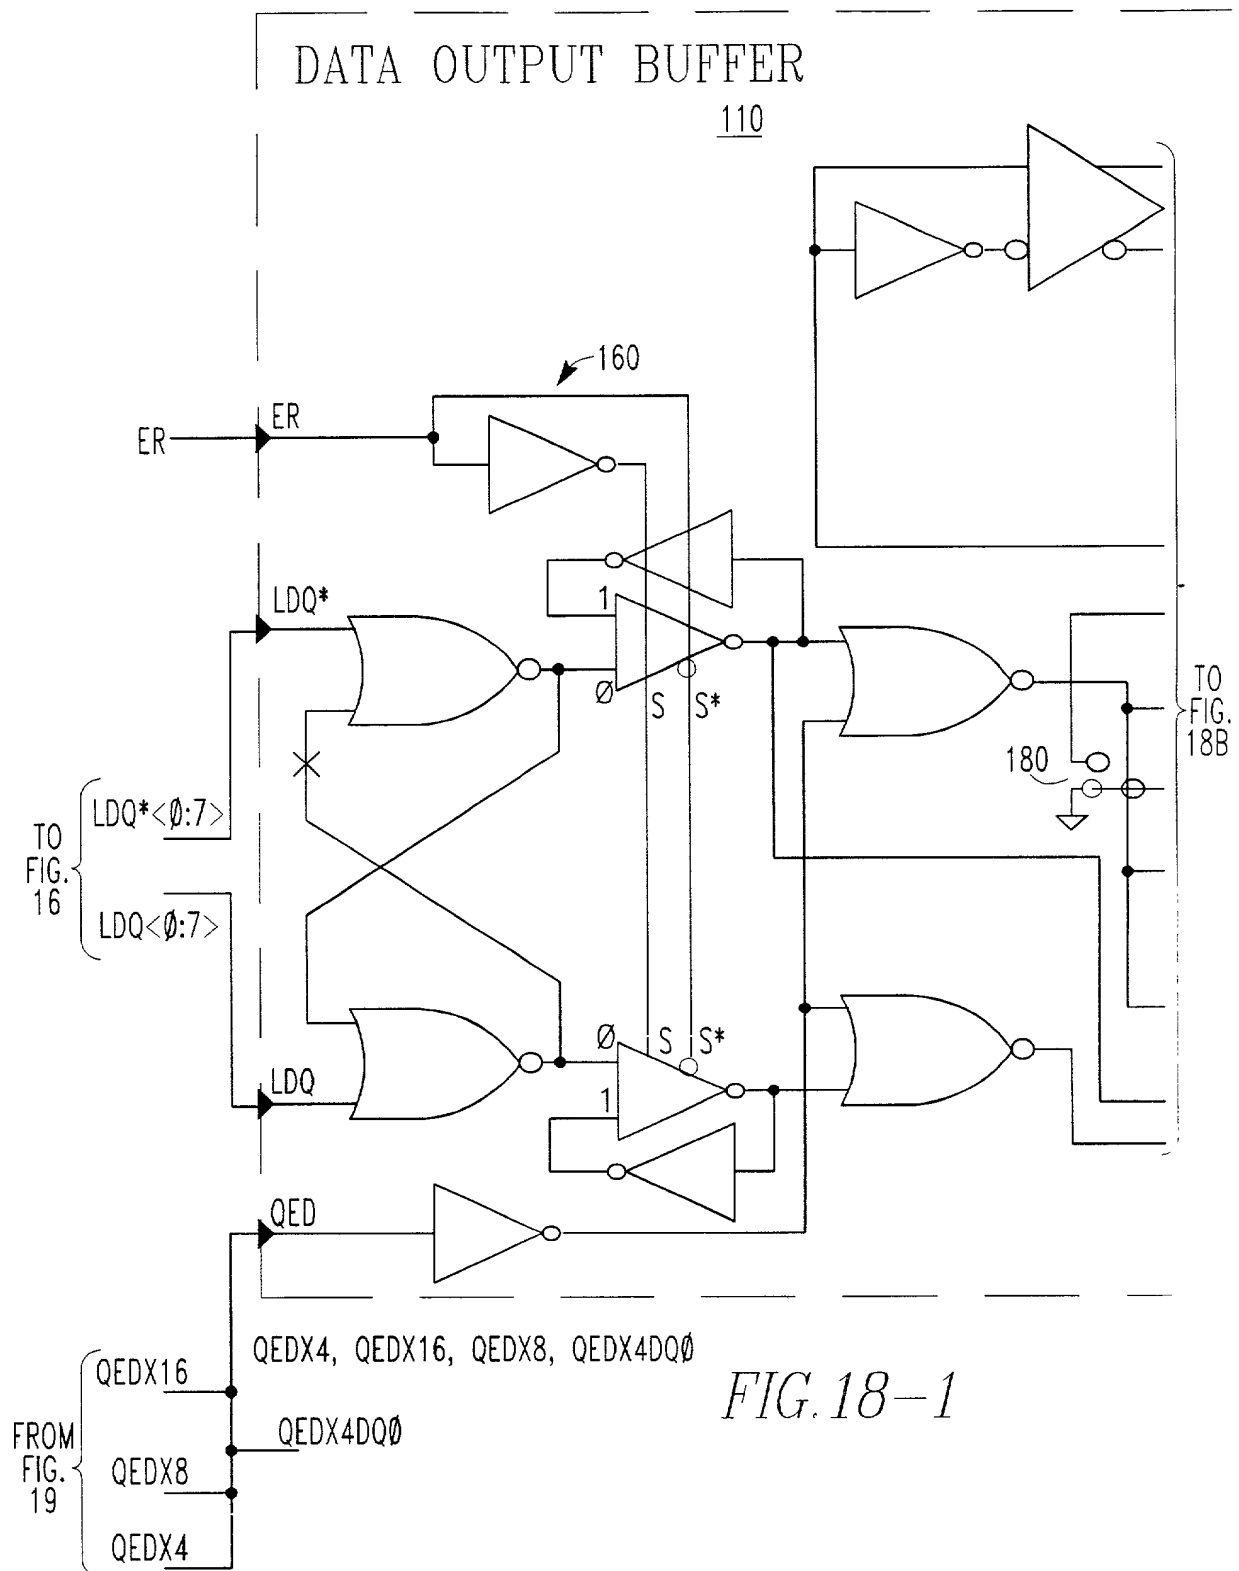 DATA OUTPUT BUFFER
110
160
ER
ER
LDQ*
1
Ø
S
S*
TO
FIG.
18B
180
LDQ*<Ø:7>
TO
FIG.
16
LDQ<Ø:7>
Ø
S
S*
LDQ
1
QED
QEDX4, QEDX16, QEDX8, QEDX4DQØ
QEDX16
FIG.18-1
FROM
FIG.
19
QEDX4DQØ
QEDX8
QEDX4